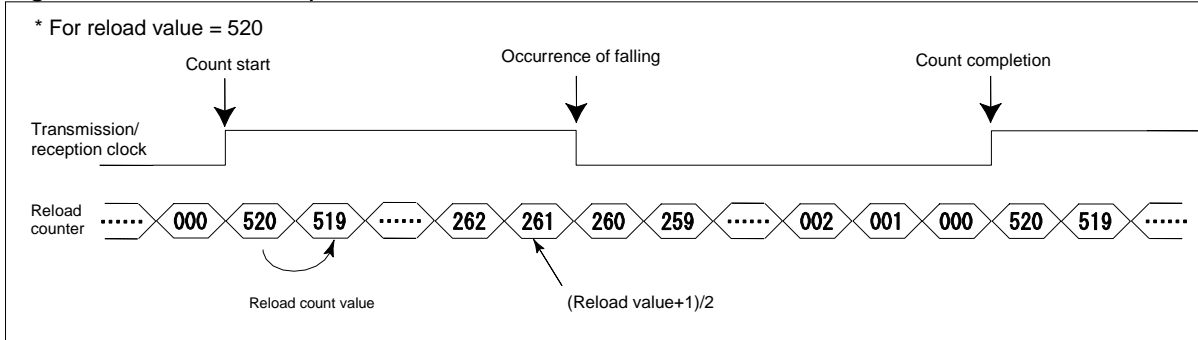 * For reload value = 520
Count start
Occurrence of falling
Count completion
Transmission/
reception clock
Reload
counter
...... 000 520 519 ...... 262 261 260 259 ...... 002 001 000 520 519 ......
Reload count value
(Reload value+1)/2